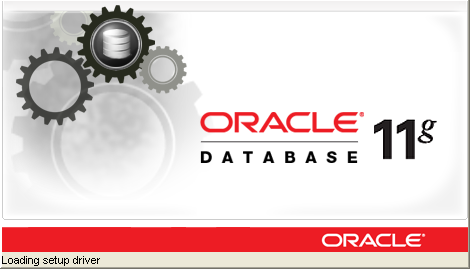 ORACLE®
DATABASE 11g
ORACLE®
Loading setup driver